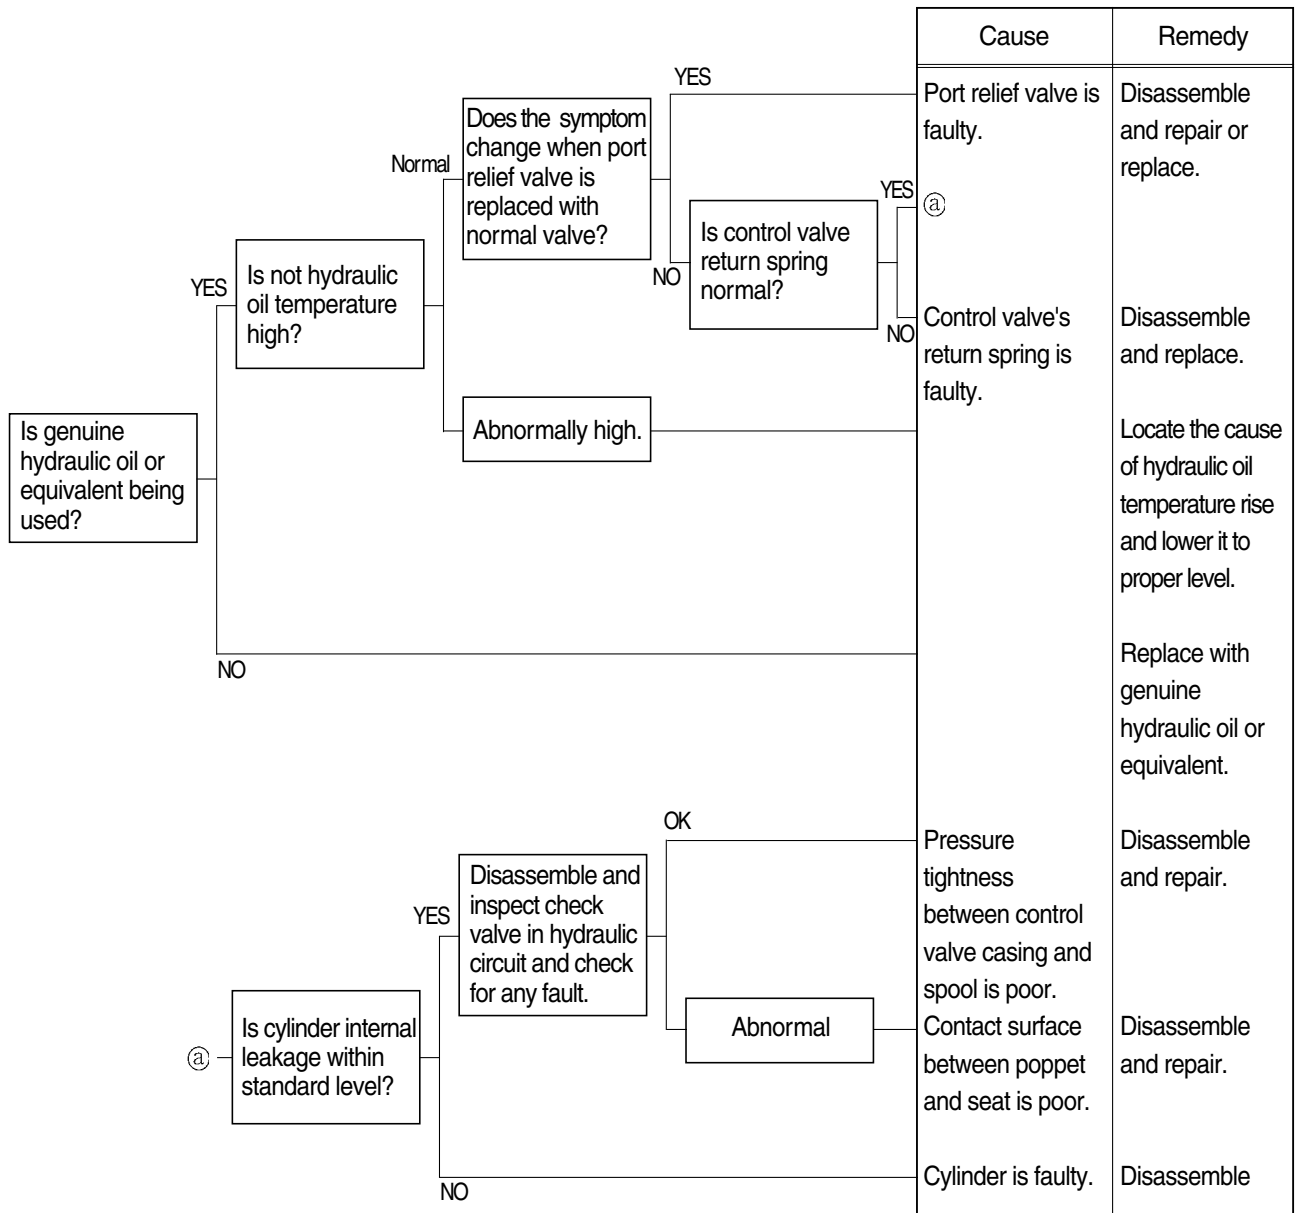 Cause
Remedy
YES
Port relief valve is
faulty.
Disassemble
and repair or
replace.
Does the symptom
change when port
relief valve is
replaced with
normal valve?
Normal
YES
ⓐ
Is control valve
return spring
normal?
NO
NO
Control valve's
return spring is
faulty.
Disassemble
and replace.
YES
Is not hydraulic
oil temperature
high?
Abnormally high.
Locate the cause
of hydraulic oil
temperature rise
and lower it to
proper level.
Is genuine
hydraulic oil or
equivalent being
used?
NO
Replace with
genuine
hydraulic oil or
equivalent.
OK
Pressure
tightness
between control
valve casing and
spool is poor.
Disassemble
and repair.
YES
Disassemble and
inspect check
valve in hydraulic
circuit and check
for any fault.
Abnormal
Contact surface
between poppet
and seat is poor.
Disassemble
and repair.
ⓐ
Is cylinder internal
leakage within
standard level?
NO
Cylinder is faulty.
Disassemble